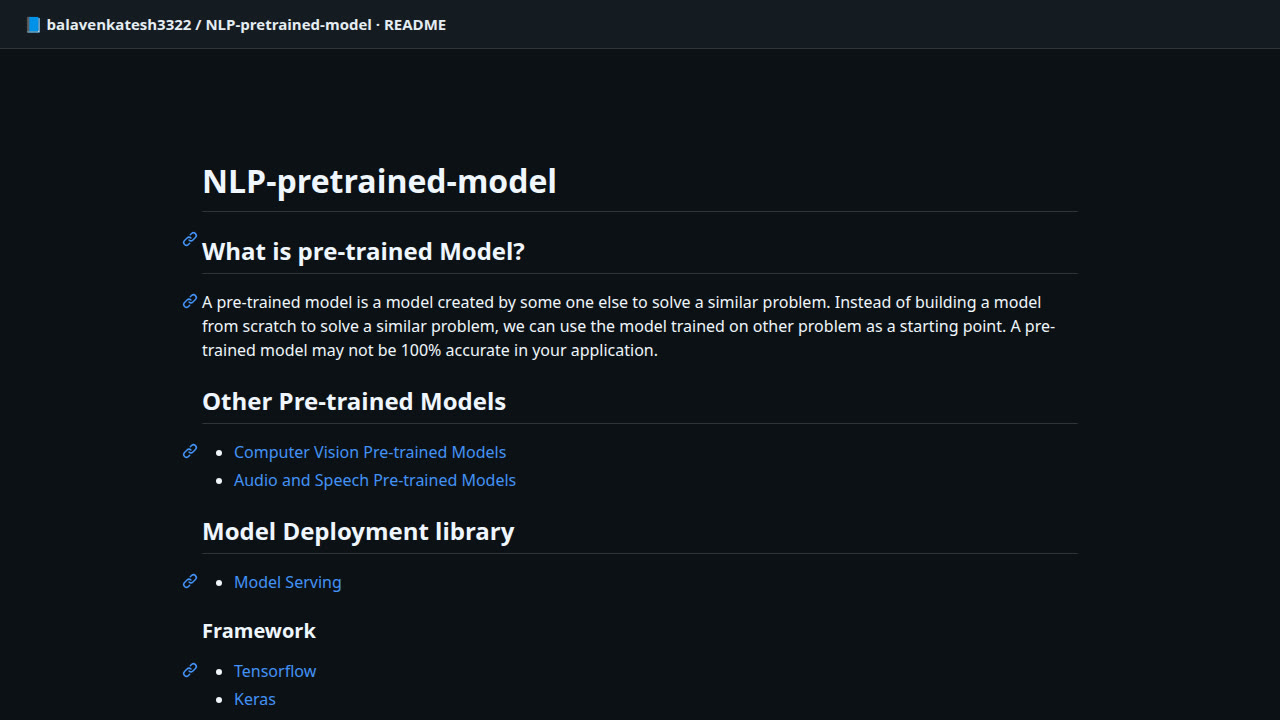 balavenkatesh3322 / NLP-pretrained-model · README
NLP-pretrained-model
What is pre-trained Model?
A pre-trained model is a model created by some one else to solve a similar problem. Instead of building a model
from scratch to solve a similar problem, we can use the model trained on other problem as a starting point. A pre-
trained model may not be 100% accurate in your application.
Other Pre-trained Models
Computer Vision Pre-trained Models
Audio and Speech Pre-trained Models
Model Deployment library
Model Serving
Framework
Tensorflow
Keras